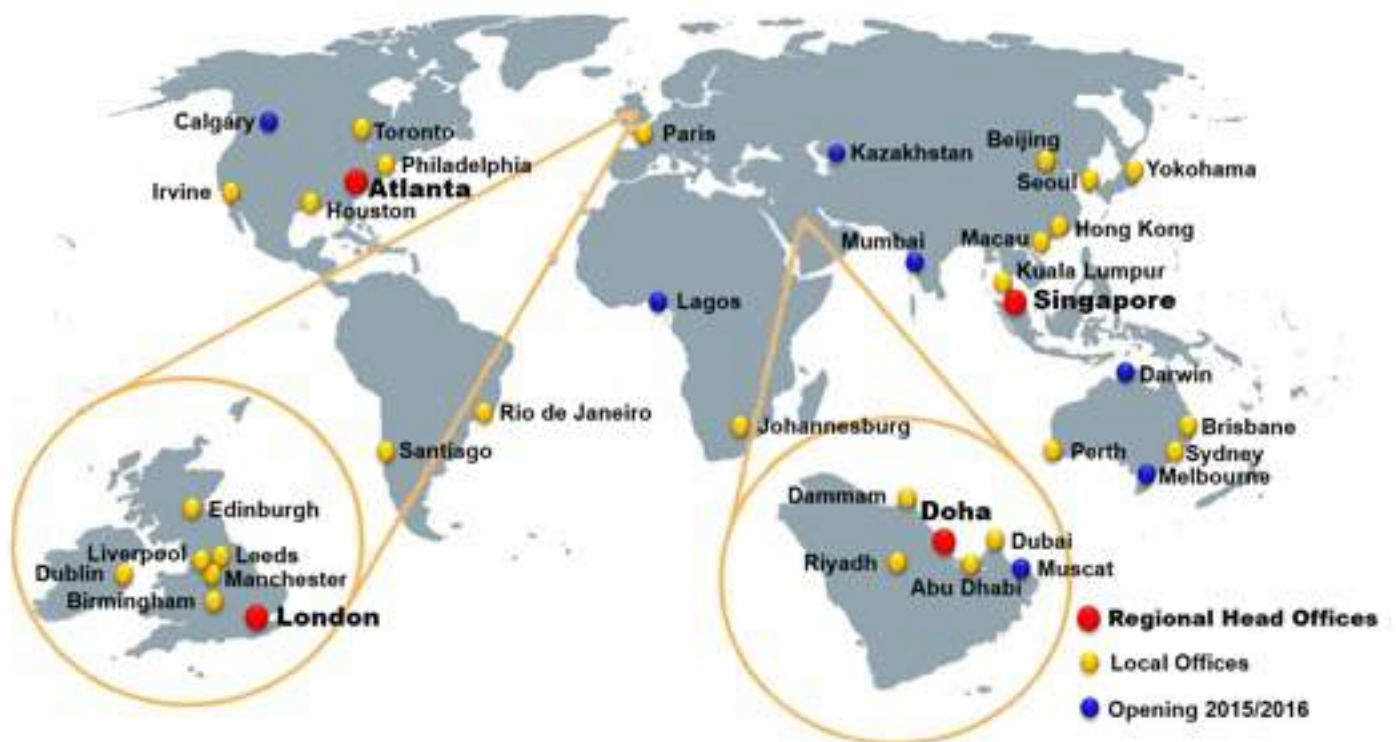 Calgary
Toronto
Philadelphia
Atlanta
Irvine
Houston
Paris
Kazakhstan
Beijing
Seoul
Yokohama
Hong Kong
Macau
Mumbai
Kuala Lumpur
Singapore
Lagos
Darwin
Rio de Janeiro
Santiago
Johannesburg
Brisbane
Perth
Sydney
Melbourne
Edinburgh
Liverpool
Leeds
Dublin
Manchester
Birmingham
London
Dammam
Doha
Dubai
Riyadh
Muscat
Abu Dhabi
Regional Head Offices
Local Offices
Opening 2015/2016